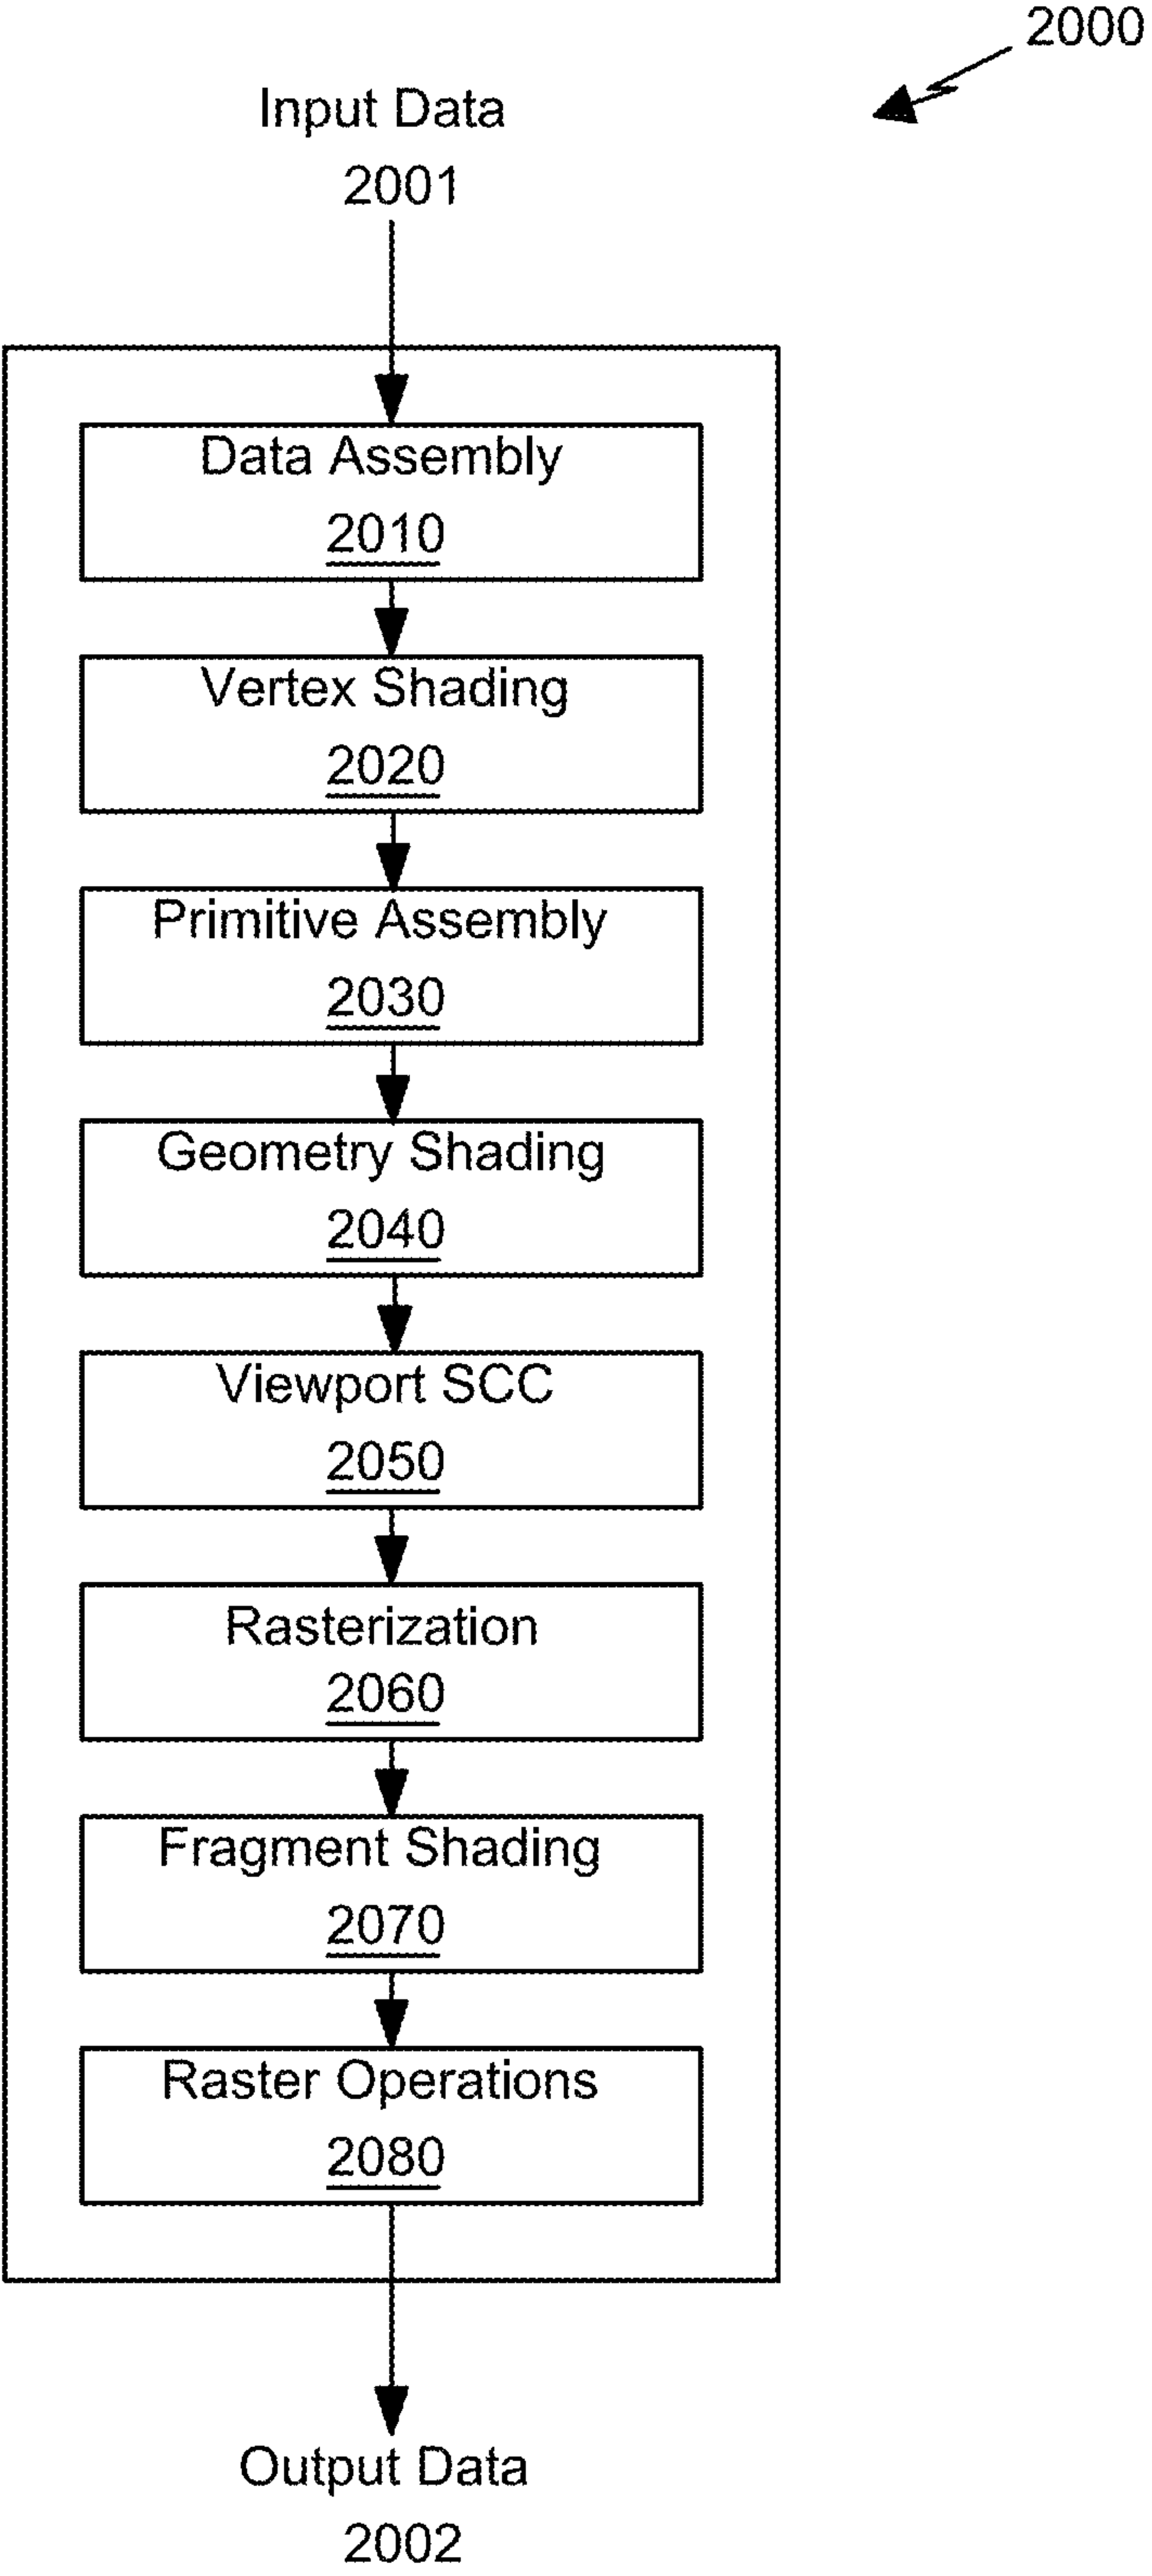 2000
Input Data
2001
Data Assembly
2010
Vertex Shading
2020
Primitive Assembly
2030
Geometry Shading
2040
Viewport SCC
2050
Rasterization
2060
Fragment Shading
2070
Raster Operations
2080
Output Data
2002